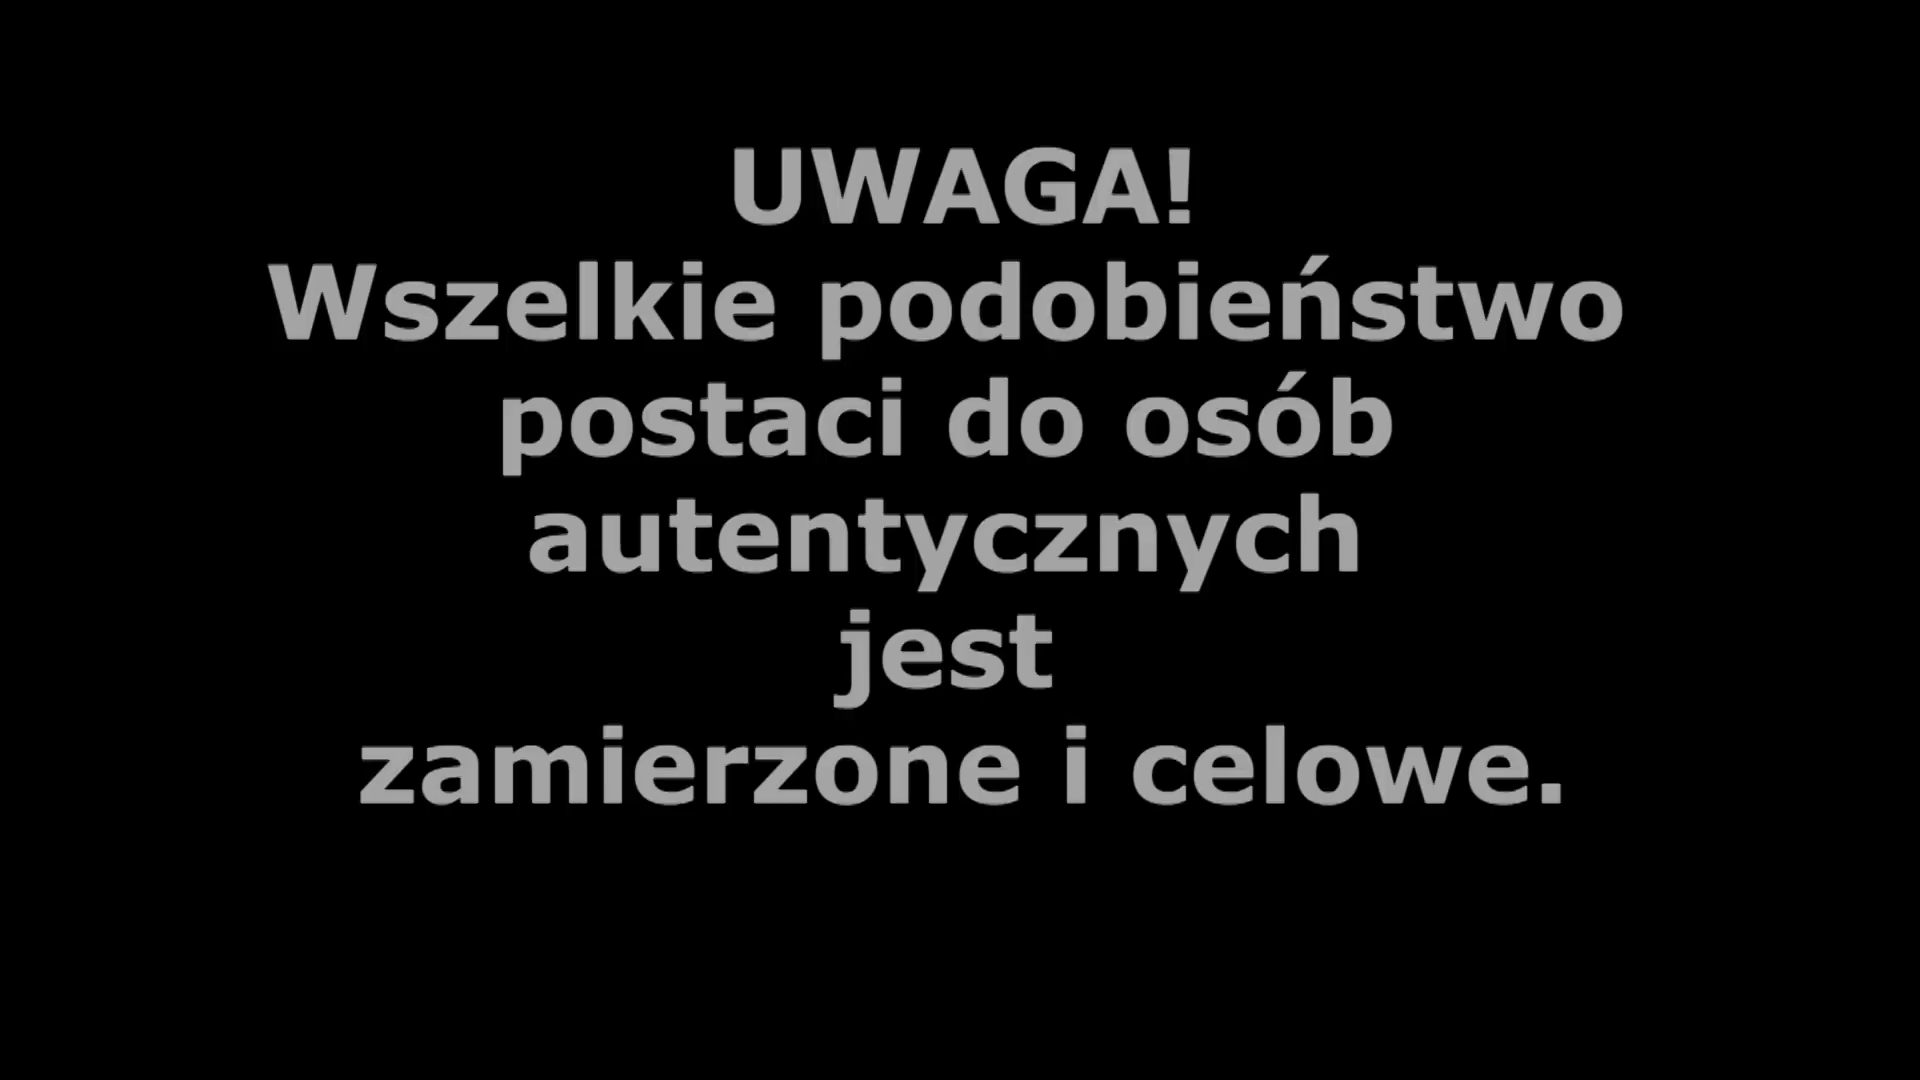 UWAGA!
Wszelkie podobieństwo
postaci do osób
autentycznych
jest
zamierzone i celowe.